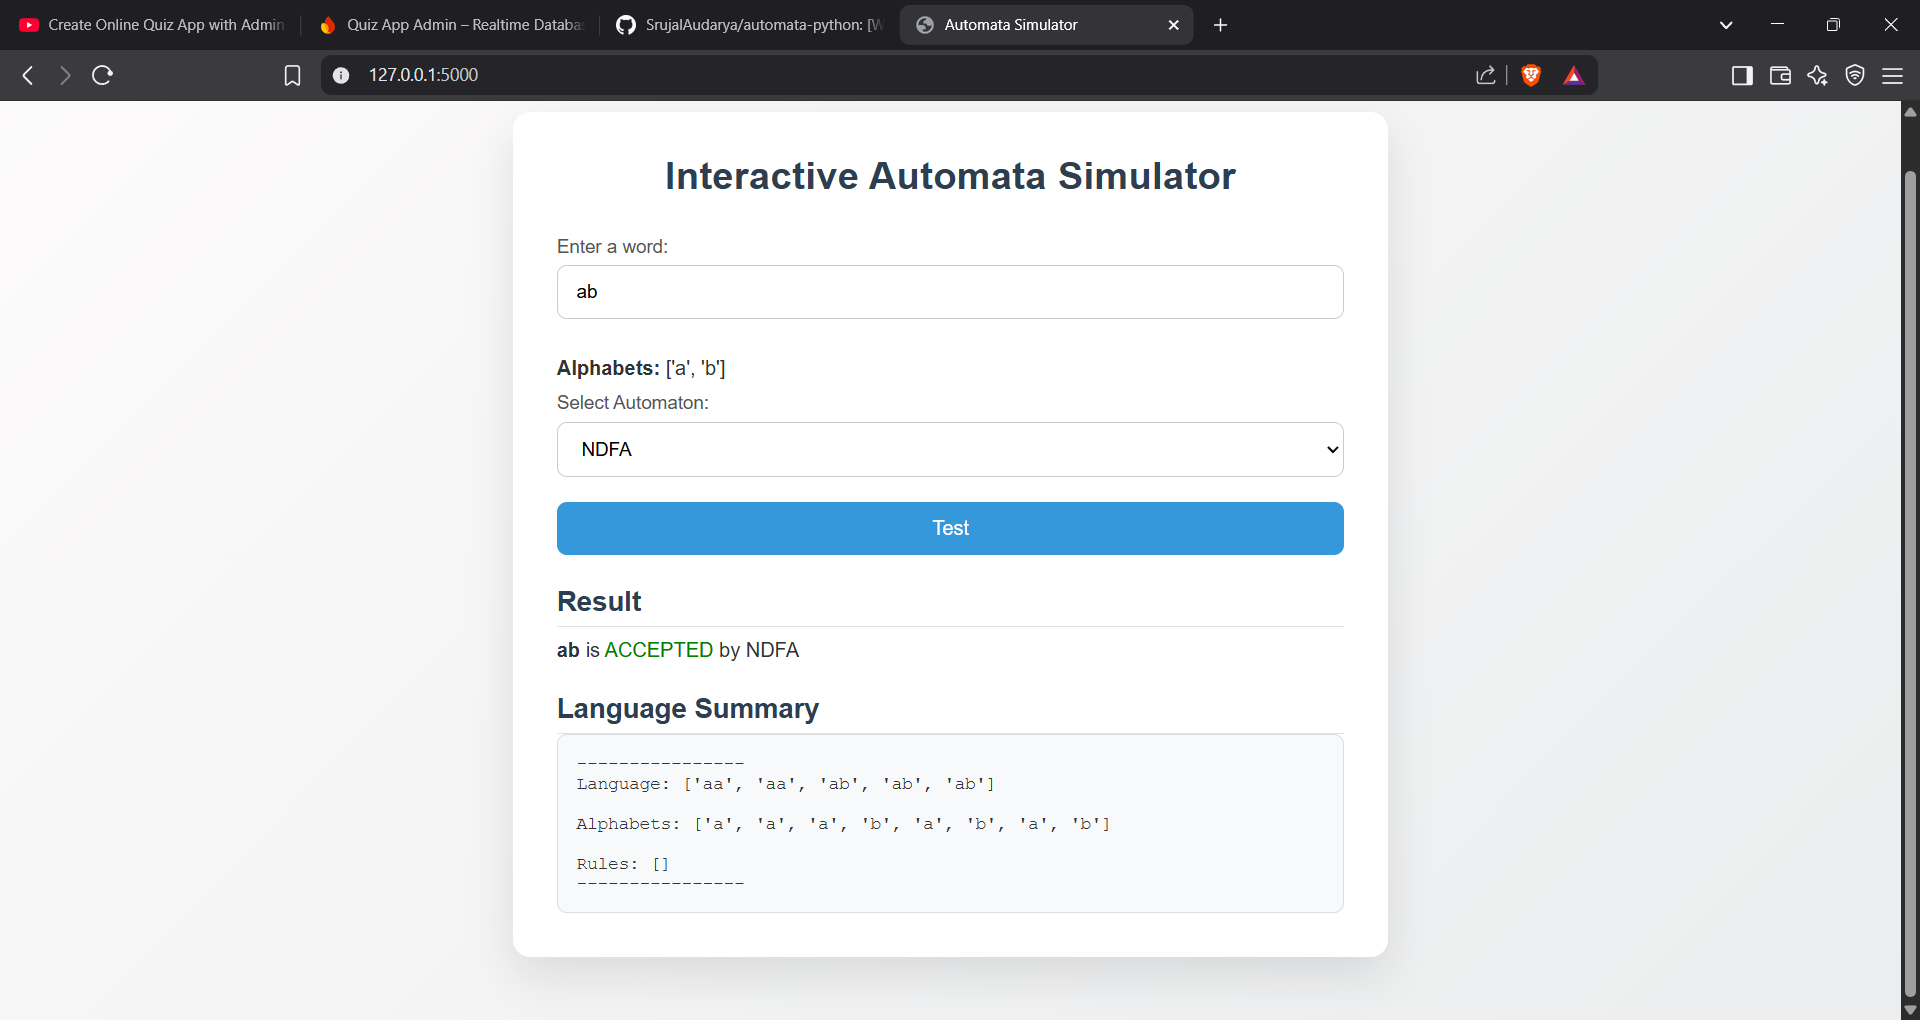 Create Online Quiz App with Admin
Quiz App Admin – Realtime Databas
SrujalAudarya/automata-python: [W
Automata Simulator
127.0.0.1:5000
Interactive Automata Simulator
Enter a word:
ab
Alphabets: ['a', 'b']
Select Automaton:
NDFA
Test
Result
ab is ACCEPTED by NDFA
Language Summary
----------------
Language: ['aa', 'aa', 'ab', 'ab', 'ab']
Alphabets: ['a', 'a', 'a', 'b', 'a', 'b', 'a', 'b']
Rules: []
----------------